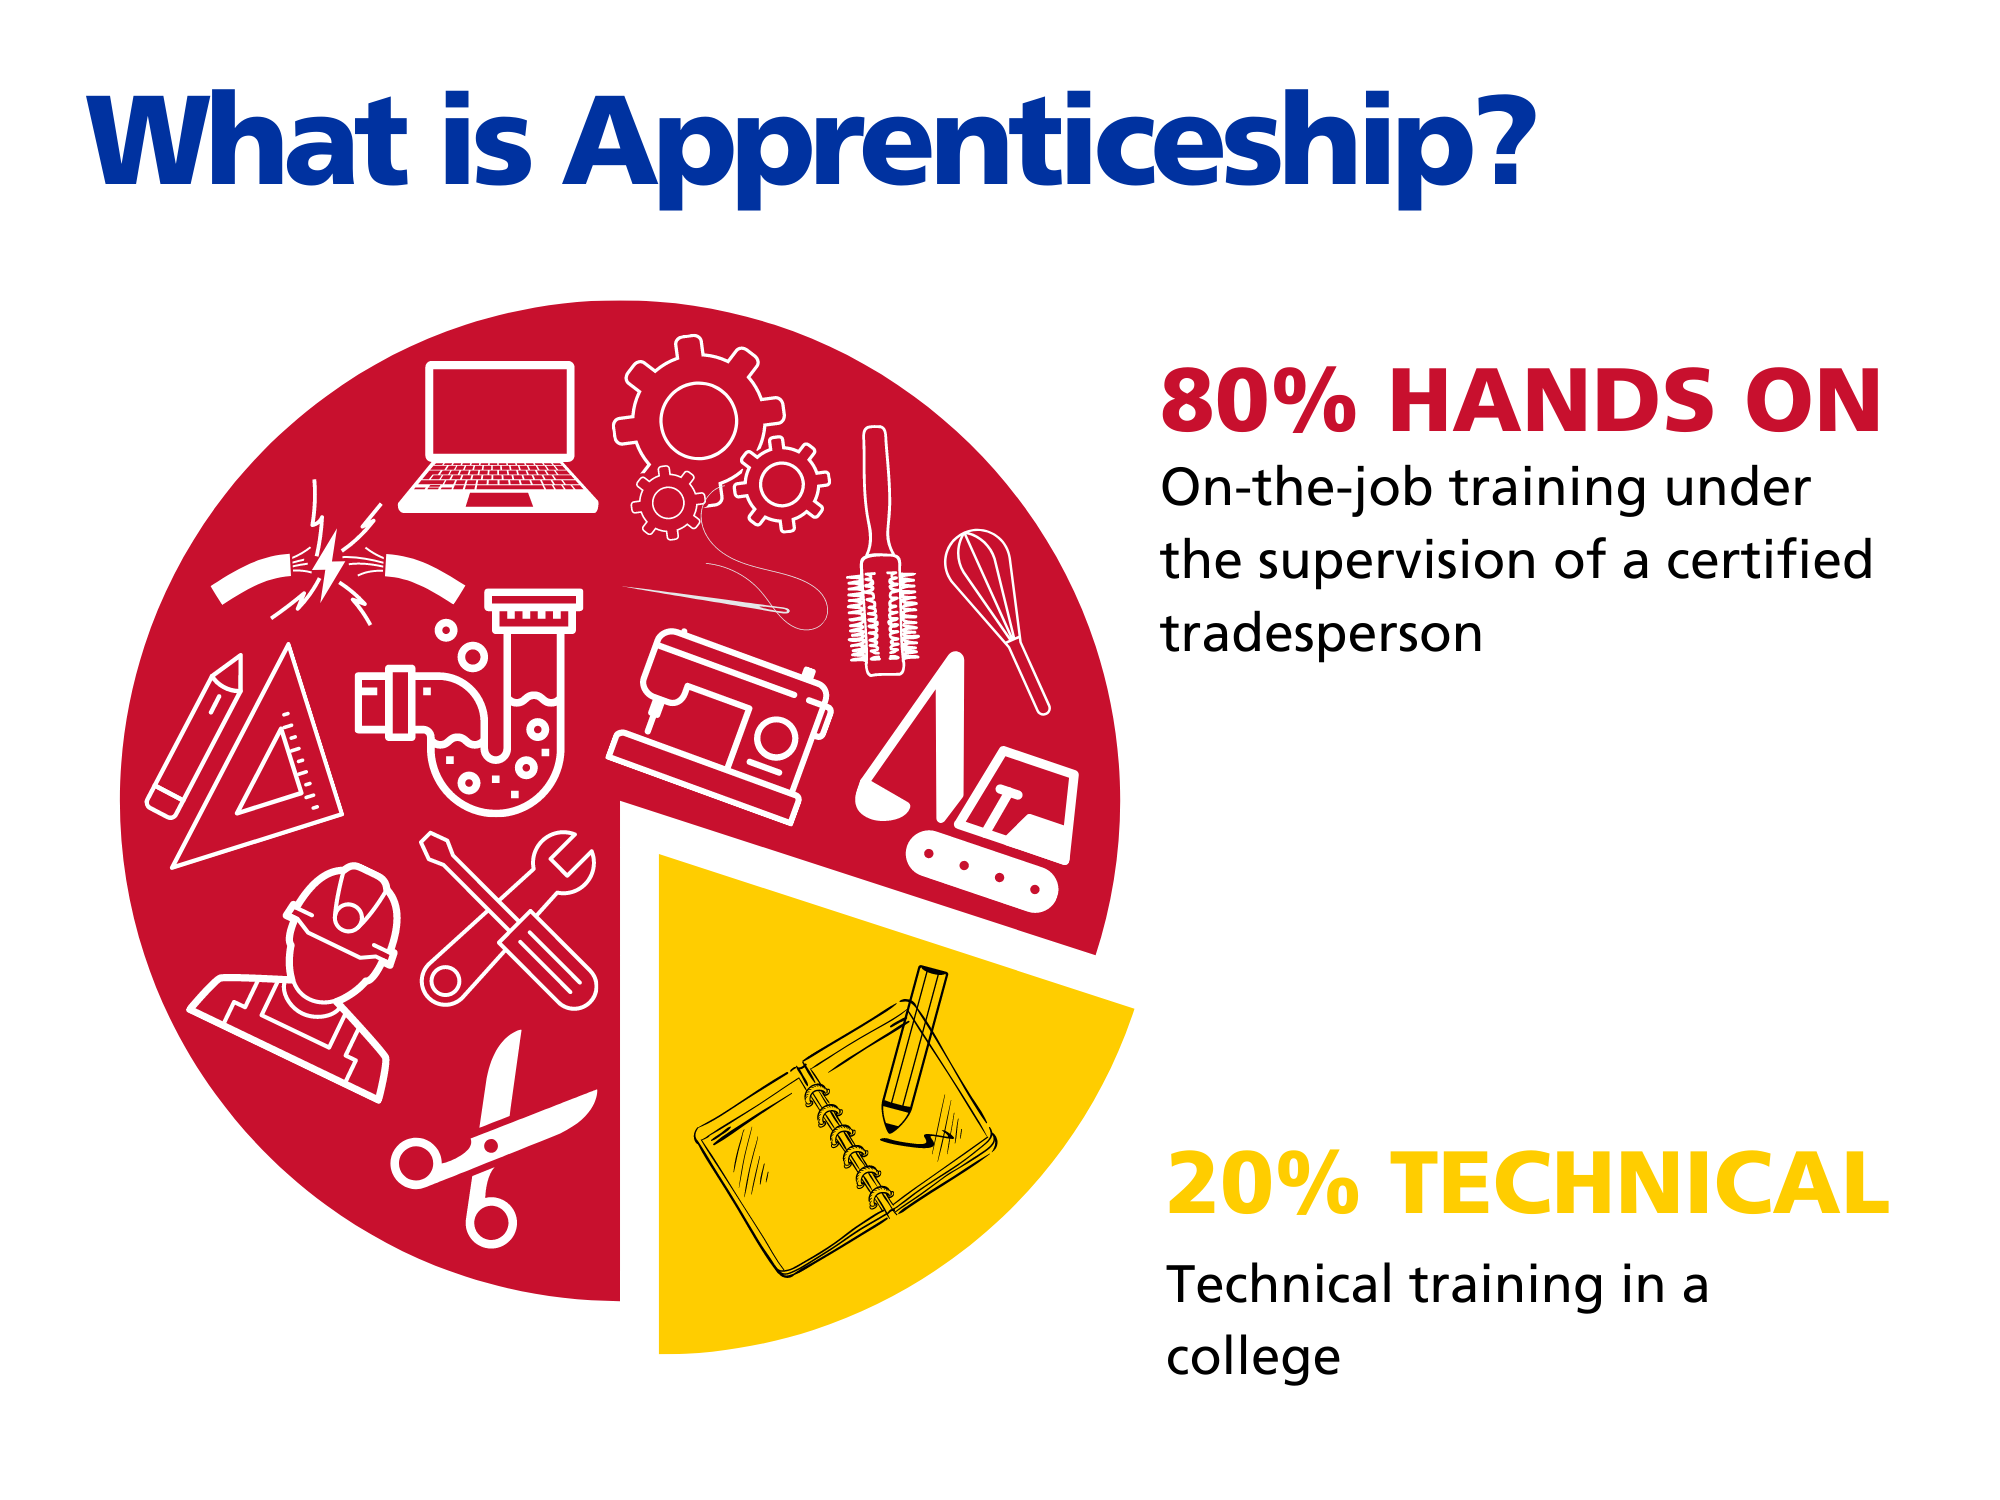 What is Apprenticeship?
80% HANDS ON
On-the-job training under
the supervision of a certified
tradesperson
20% TECHNICAL
Technical training in a
college